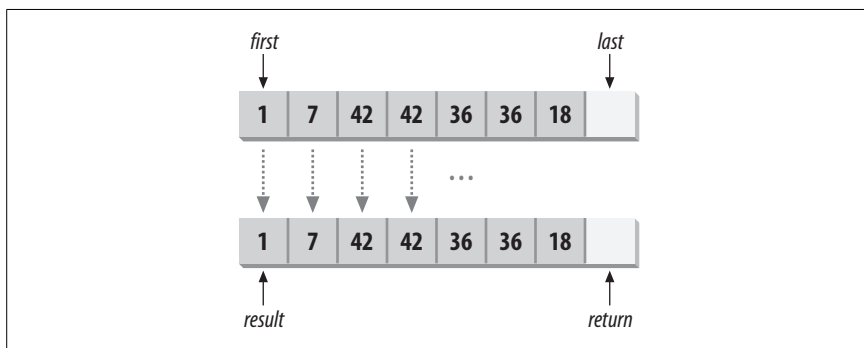 first last
1 7 42 42 36 36 18
...
1 7 42 42 36 36 18
result return